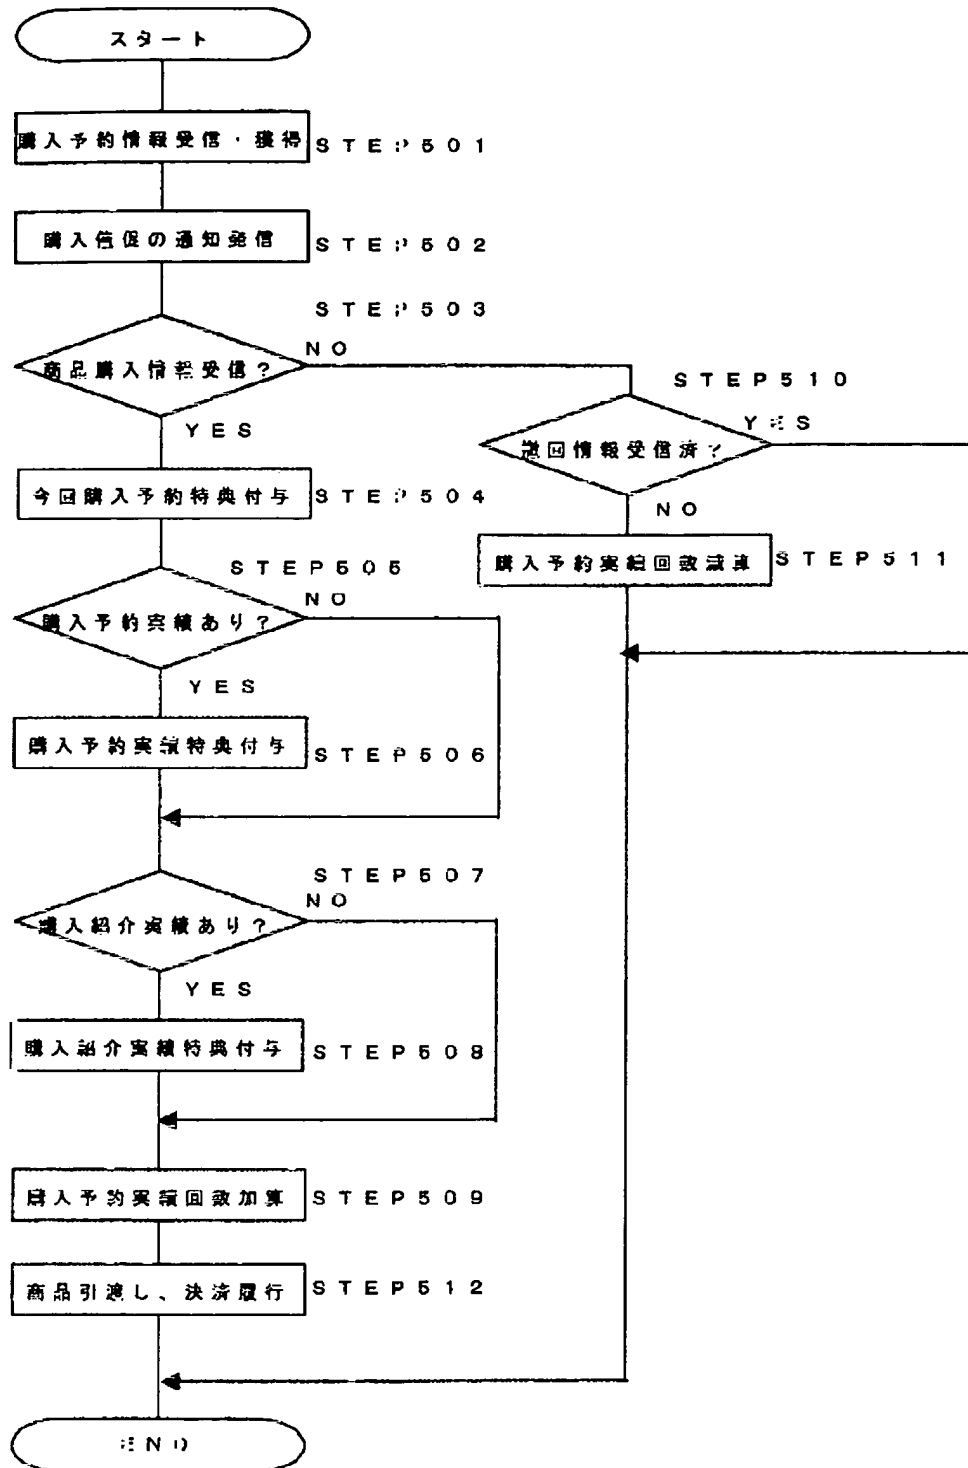 スタート
購入予約情報受信・獲得
STEP501
購入催促の通知発信
STEP502
STEP503
商品購入情報受信?
NO
YES
STEP510
撤回情報受信済?
YES
NO
今回購入予約特典付与
STEP504
購入予約実績回数減算
STEP511
STEP505
購入予約実績あり?
NO
YES
購入予約実績特典付与
STEP506
STEP507
購入紹介実績あり?
NO
YES
購入紹介実績特典付与
STEP508
購入予約実績回数加算
STEP509
商品引渡し、決済履行
STEP512
END